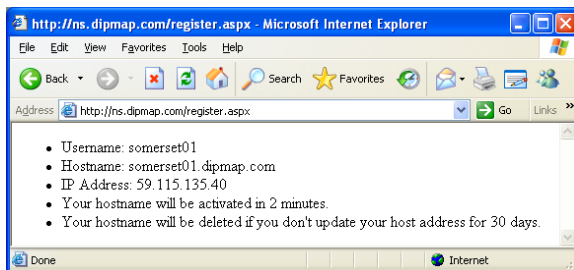 http://ns.dipmap.com/register.aspx - Microsoft Internet Explorer
File Edit View Favorites Tools Help
Back Search Favorites
Address http://ns.dipmap.com/register.aspx Go Links »
• Username: somerset01
• Hostname: somerset01.dipmap.com
• IP Address: 59.115.135.40
• Your hostname will be activated in 2 minutes.
• Your hostname will be deleted if you don't update your host address for 30 days.
Done Internet